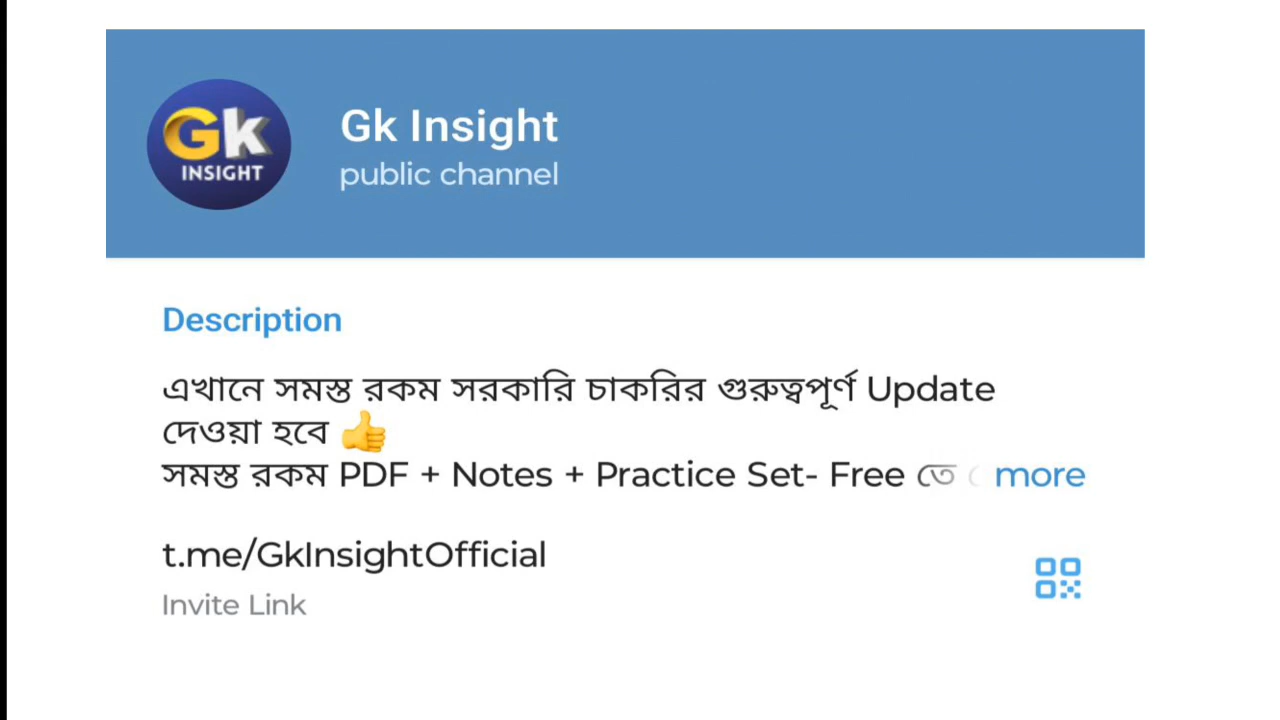 Gk
INSIGHT
Gk Insight
public channel
Description
এখানে সমস্ত রকম সরকারি চাকরির গুরুত্বপূর্ণ Update
দেওয়া হবে 👍
সমস্ত রকম PDF + Notes + Practice Set- Free তে more
t.me/GkInsightOfficial
Invite Link